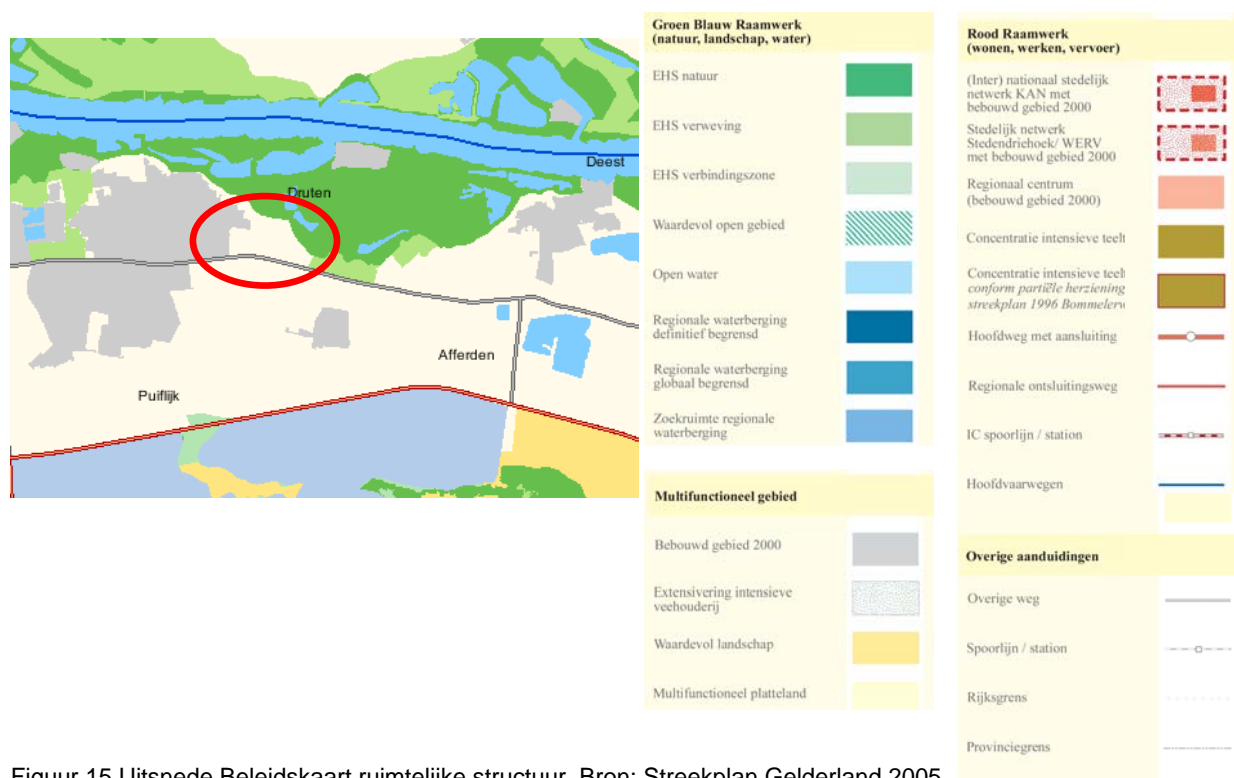 Druten
Deest
Afferden
Puiflijk
Groen Blauw Raamwerk
(natuur, landschap, water)
EHS natuur
EHS verweving
EHS verbindingszone
Waardevol open gebied
Open water
Regionale waterberging
definitief begrensd
Regionale waterberging
globaal begrensd
Zoekruimte regionale
waterberging
Multifunctioneel gebied
Bebouwd gebied 2000
Extensivering intensieve
veehouderij
Waardevol landschap
Multifunctioneel platteland
Rood Raamwerk
(wonen, werken, vervoer)
(Inter) nationaal stedelijk
netwerk KAN met
bebouwd gebied 2000
Stedelijk netwerk
Stedendriehoek/ WERV
met bebouwd gebied 2000
Regionaal centrum
(bebouwd gebied 2000)
Concentratie intensieve teelt
Concentratie intensieve teelt
conform partiële herziening
streekplan 1996 Bommelerw
Hoofdweg met aansluiting
Regionale ontsluitingsweg
IC spoorlijn / station
Hoofdvaarwegen
Overige aanduidingen
Overige weg
Spoorlijn / station
Rijksgrens
Provinciegrens
Figuur 15 Uitsnede Beleidskaart ruimtelijke structuur. Bron: Streekplan Gelderland 2005